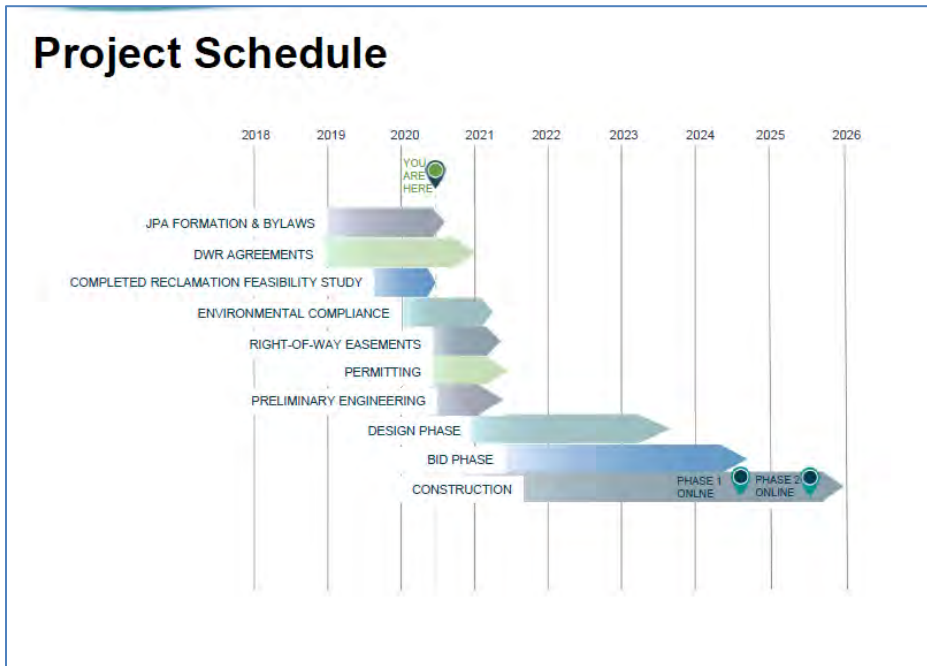 Project Schedule
2018 2019 2020 2021 2022 2023 2024 2025 2026
YOU
ARE
HERE
JPA FORMATION & BYLAWS
DWR AGREEMENTS
COMPLETED RECLAMATION FEASIBILITY STUDY
ENVIRONMENTAL COMPLIANCE
RIGHT-OF-WAY EASEMENTS
PERMITTING
PRELIMINARY ENGINEERING
DESIGN PHASE
BID PHASE
CONSTRUCTION
PHASE 1
ONLNE
PHASE 2
ONLINE